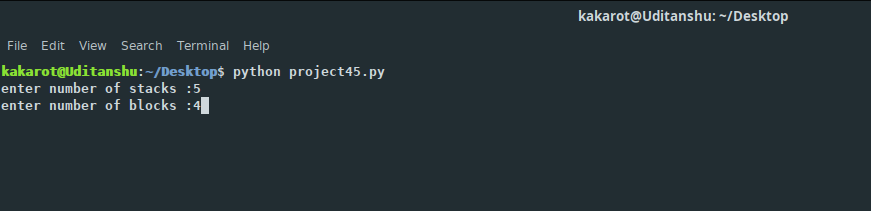 kakarot@Uditanshu: ~/Desktop
File Edit View Search Terminal Help
kakarot@Uditanshu:~/Desktop$ python project45.py
enter number of stacks :5
enter number of blocks :4